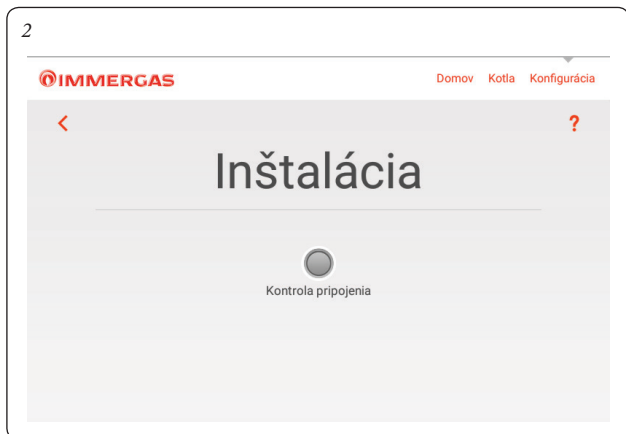 2
IMMERGAS
Domov Kotla Konfigurácia
< ?
Inštalácia
Kontrola pripojenia